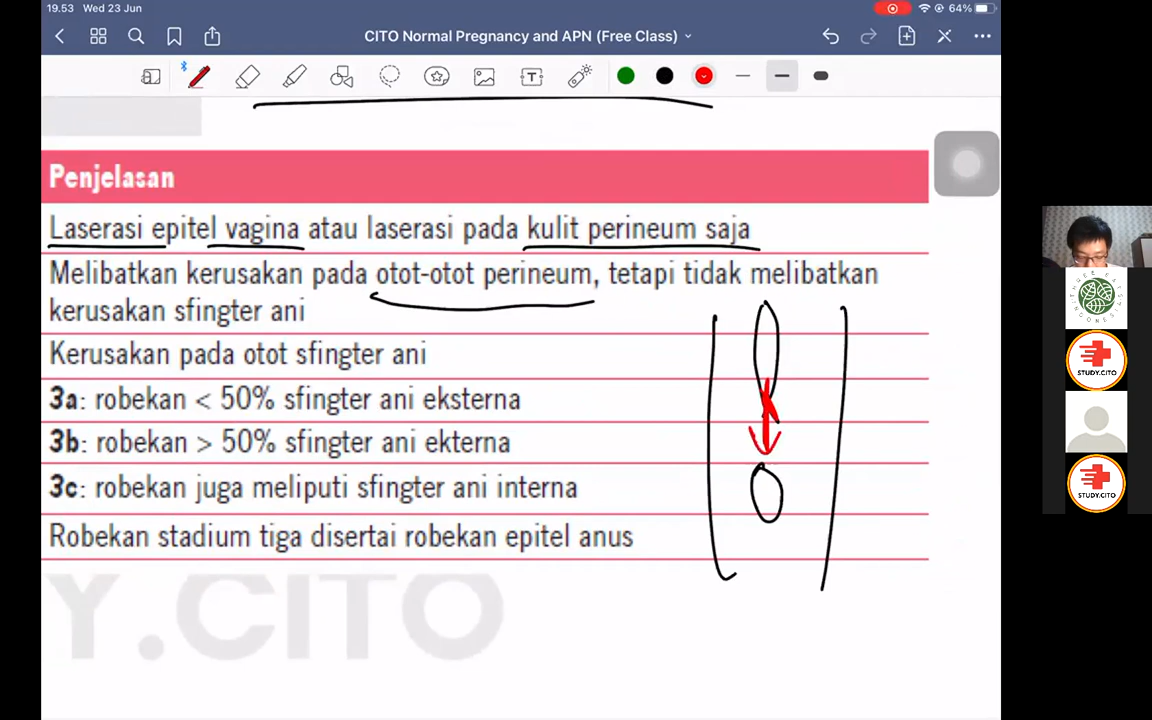 19.53 Wed 23 Jun
64%
CITO Normal Pregnancy and APN (Free Class)
T
Penjelasan
Laserasi epitel vagina atau laserasi pada kulit perineum saja
Melibatkan kerusakan pada otot-otot perineum, tetapi tidak melibatkan
kerusakan sfingter ani
Kerusakan pada otot sfingter ani
3a: robekan < 50% sfingter ani eksterna
3b: robekan > 50% sfingter ani ekterna
3c: robekan juga meliputi sfingter ani interna
Robekan stadium tiga disertai robekan epitel anus
Y.CITO
STUDY.CITO
STUDY.CITO